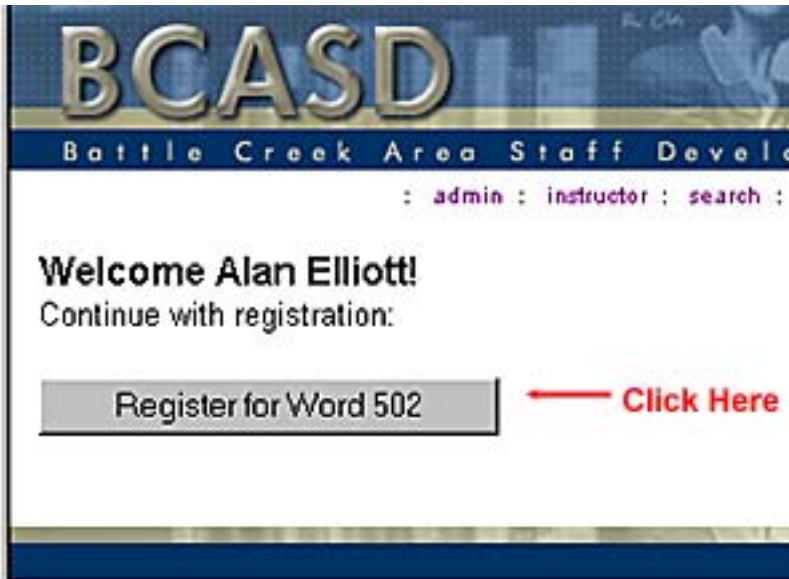 BCASD
Battle Creek Area Staff
: admin : instructor : search :
Welcome Alan Elliott!
Continue with registration:
Register for Word 502
Click Here